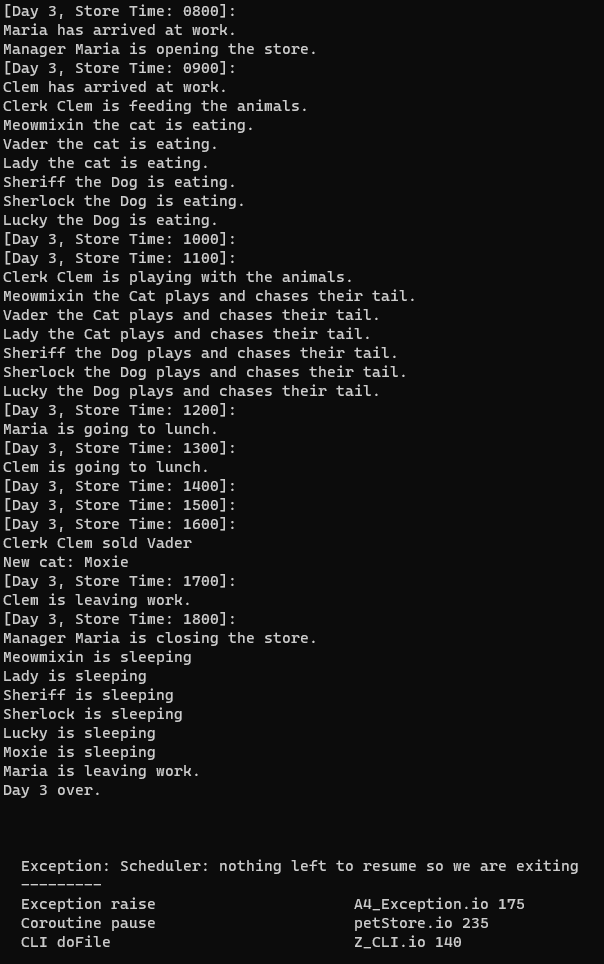 [Day 3, Store Time: 0800]:
Maria has arrived at work.
Manager Maria is opening the store.
[Day 3, Store Time: 0900]:
Clem has arrived at work.
Clerk Clem is feeding the animals.
Meowmixin the cat is eating.
Vader the cat is eating.
Lady the cat is eating.
Sheriff the Dog is eating.
Sherlock the Dog is eating.
Lucky the Dog is eating.
[Day 3, Store Time: 1000]:
[Day 3, Store Time: 1100]:
Clerk Clem is playing with the animals.
Meowmixin the Cat plays and chases their tail.
Vader the Cat plays and chases their tail.
Lady the Cat plays and chases their tail.
Sheriff the Dog plays and chases their tail.
Sherlock the Dog plays and chases their tail.
Lucky the Dog plays and chases their tail.
[Day 3, Store Time: 1200]:
Maria is going to lunch.
[Day 3, Store Time: 1300]:
Clem is going to lunch.
[Day 3, Store Time: 1400]:
[Day 3, Store Time: 1500]:
[Day 3, Store Time: 1600]:
Clerk Clem sold Vader
New cat: Moxie
[Day 3, Store Time: 1700]:
Clem is leaving work.
[Day 3, Store Time: 1800]:
Manager Maria is closing the store.
Meowmixin is sleeping
Lady is sleeping
Sheriff is sleeping
Sherlock is sleeping
Lucky is sleeping
Moxie is sleeping
Maria is leaving work.
Day 3 over.
Exception: Scheduler: nothing left to resume so we are exiting
---------
Exception raise                      A4_Exception.io 175
Coroutine pause                      petStore.io 235
CLI doFile                           Z_CLI.io 140